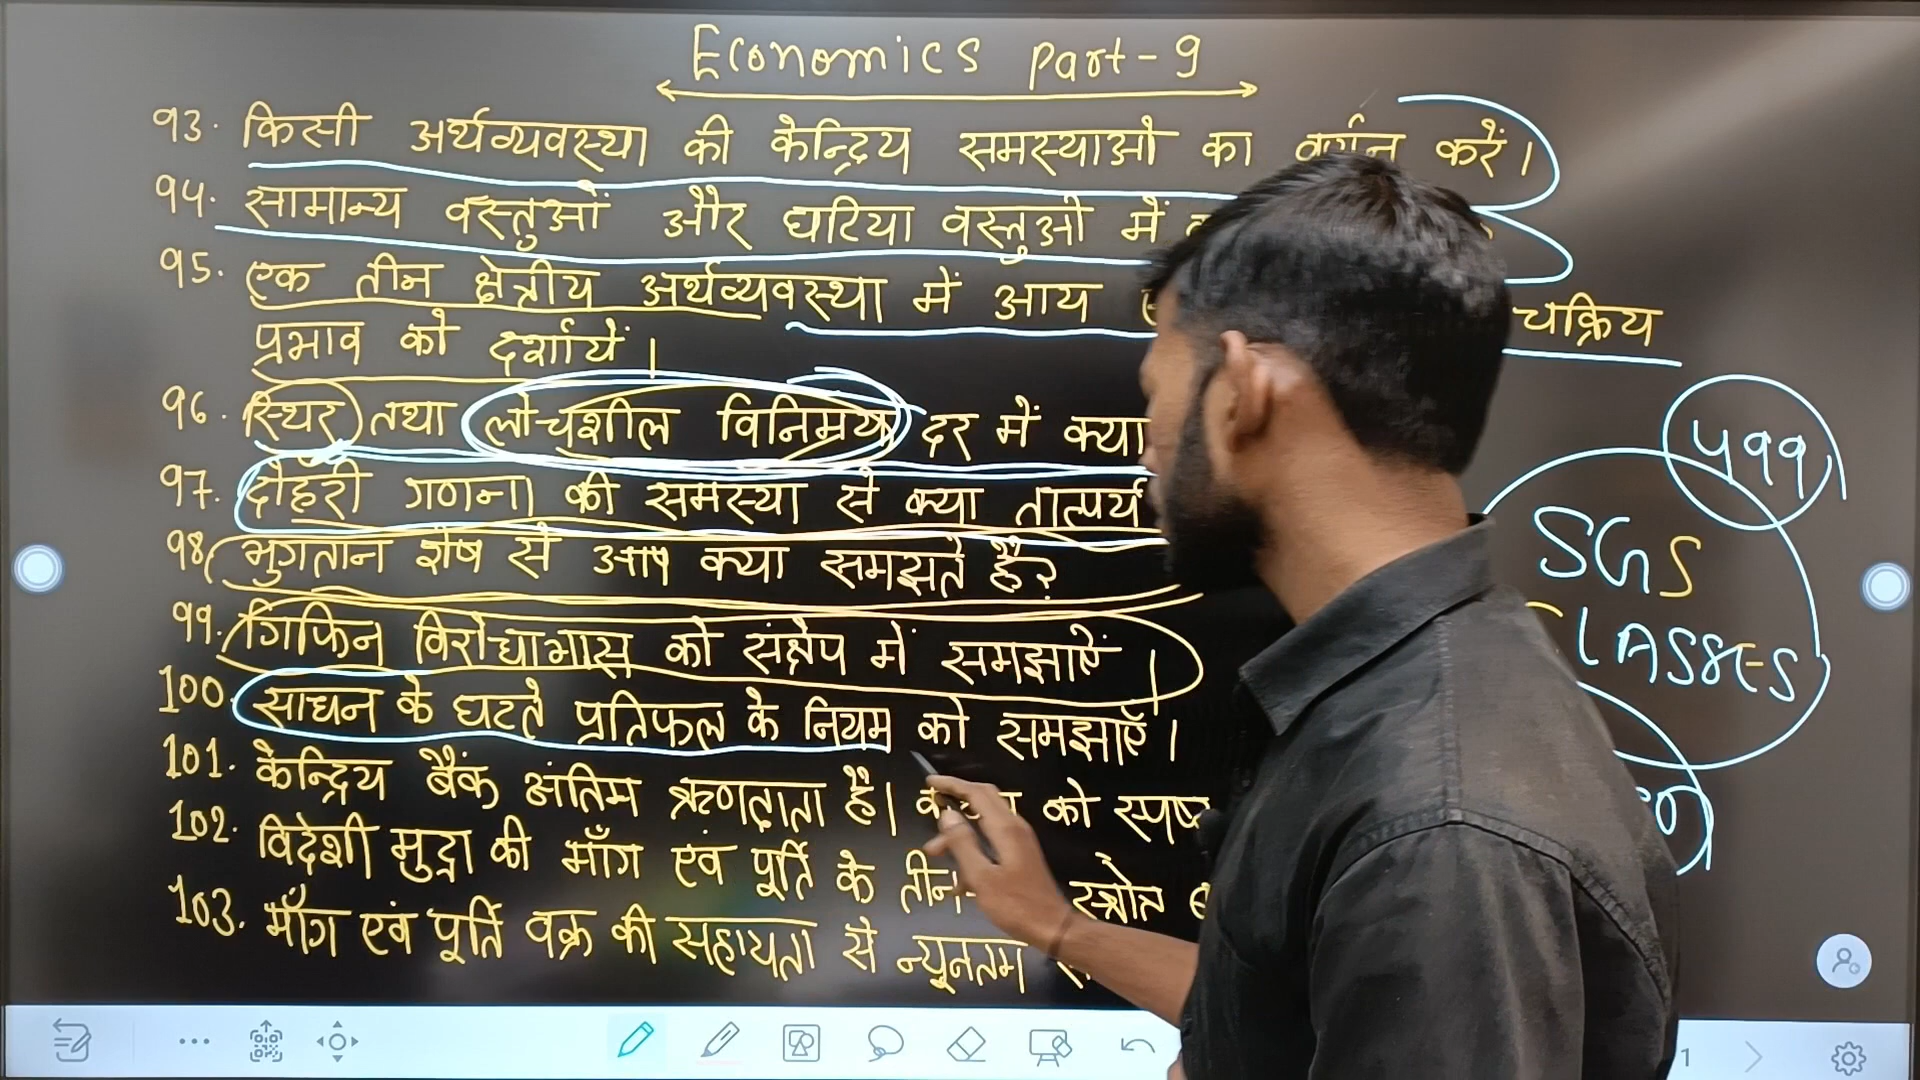 Economics part-9
93. किसी अर्थव्यवस्था की केन्द्रिय समस्याओ का वर्णन करें।
94. सामान्य वस्तुओं और घटिया वस्तुओ में
95. एक तीन क्षेत्रीय अर्थव्यवस्था में आय चक्रिय
प्रभाव को दर्शायें।
96. स्थिर तथा लोचशील विनिमय दर में क्या
97. दोहरी गणना की समस्या से क्या तात्पर्य
98. भुगतान शेष से आप क्या समझते हैं?
99. गिफिन विरोधाभास को संक्षेप में समझाऐं।
100. साधन के घटते प्रतिफल के नियम को समझाऐं।
101. केन्द्रिय बैंक अंतिम ऋणदाता है। को स्पष्ट
102. विदेशी मुद्रा की माँग एवं पूर्ति के तीन- स्त्रोत
103. माँग एवं पूर्ति वक्र की सहायता से न्यूनतम
499
SGS
CLASSES
1